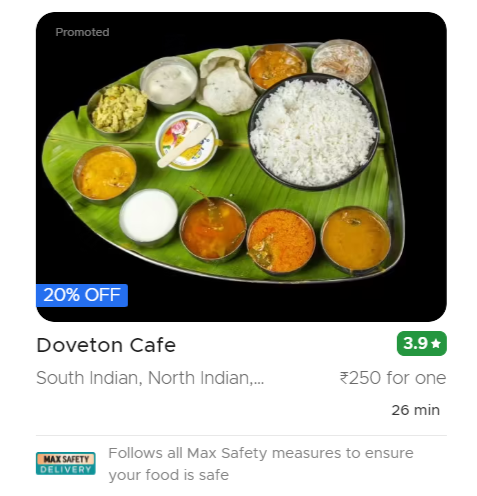 Promoted
20% OFF
Doveton Cafe
3.9★
South Indian, North Indian,...
₹250 for one
26 min
MAX SAFETY
DELIVERY
Follows all Max Safety measures to ensure
your food is safe